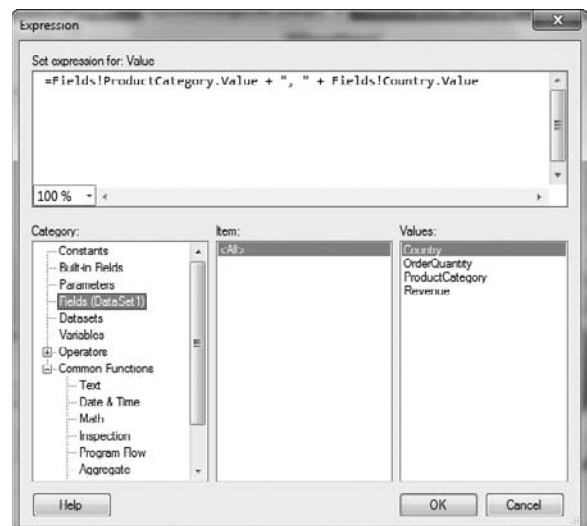 Expression
X
Set expression for: Value
=Fields!ProductCategory.Value + ", " + Fields!Country.Value
100 %
Category:
Item:
Values:
Constants
Built-in Fields
Parameters
Fields (DataSet1)
Datasets
Variables
Operators
Common Functions
Text
Date & Time
Math
Inspection
Program Flow
Aggregate
<All>
Country
OrderQuantity
ProductCategory
Revenue
Help
OK
Cancel